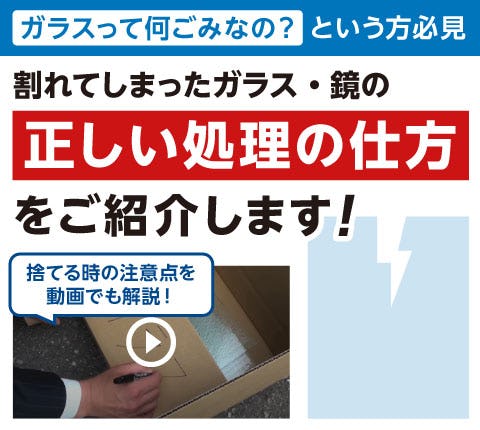 ガラスって何ごみなの？という方必見
割れてしまったガラス・鏡の
正しい処理の仕方
をご紹介します！
捨てる時の注意点を
動画でも解説！